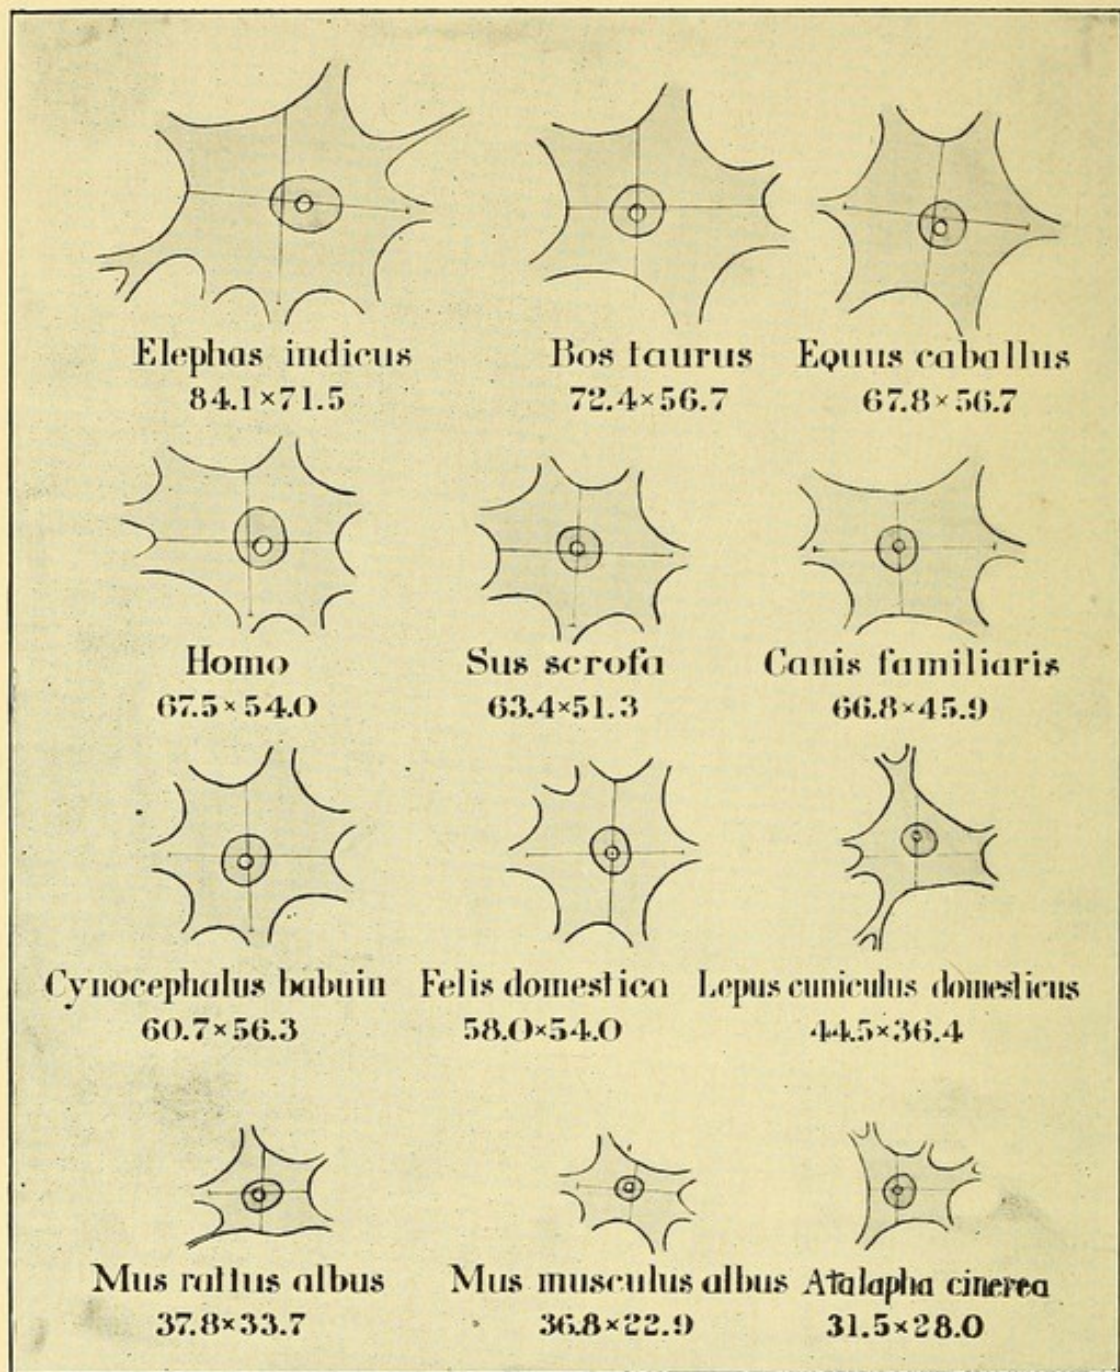 Elephas indicus
84.1×71.5
Bos taurus
72.4×56.7
Equus caballus
67.8×56.7
Homo
67.5×54.0
Sus scrofa
63.4×51.3
Canis familiaris
66.8×45.9
Cynocephalus babuin
60.7×56.3
Felis domestica
58.0×54.0
Lepus cuniculus domesticus
44.5×36.4
Mus rattus albus
37.8×33.7
Mus musculus albus
36.8×22.9
Atalapha cinerea
31.5×28.0